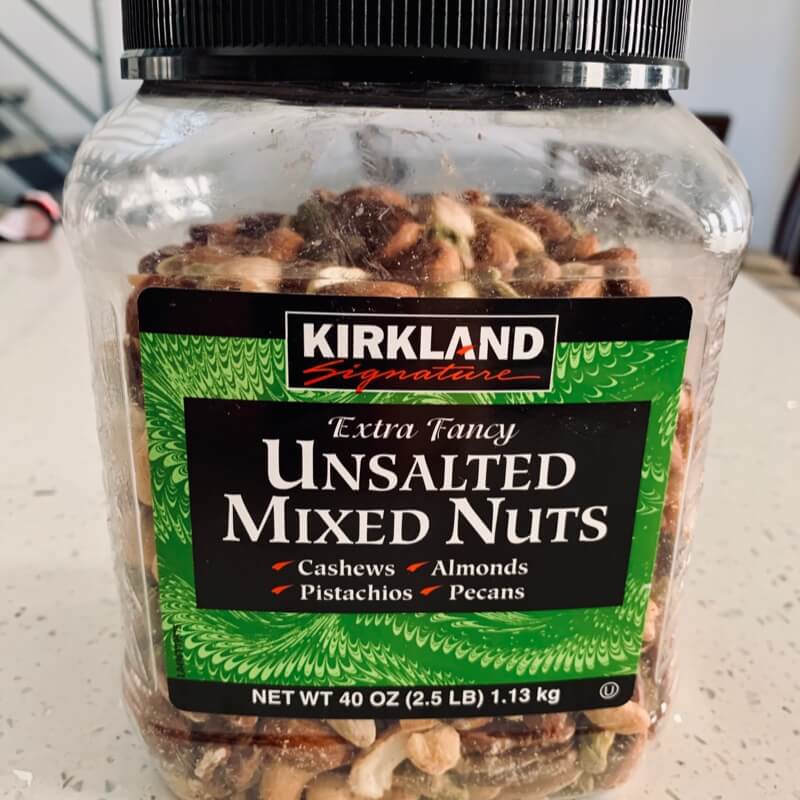 KIRKLAND
Signature
Extra Fancy
UNSALTED
MIXED NUTS
Cashews Almonds
Pistachios Pecans
NET WT 40 OZ (2.5 LB) 1.13 kg U